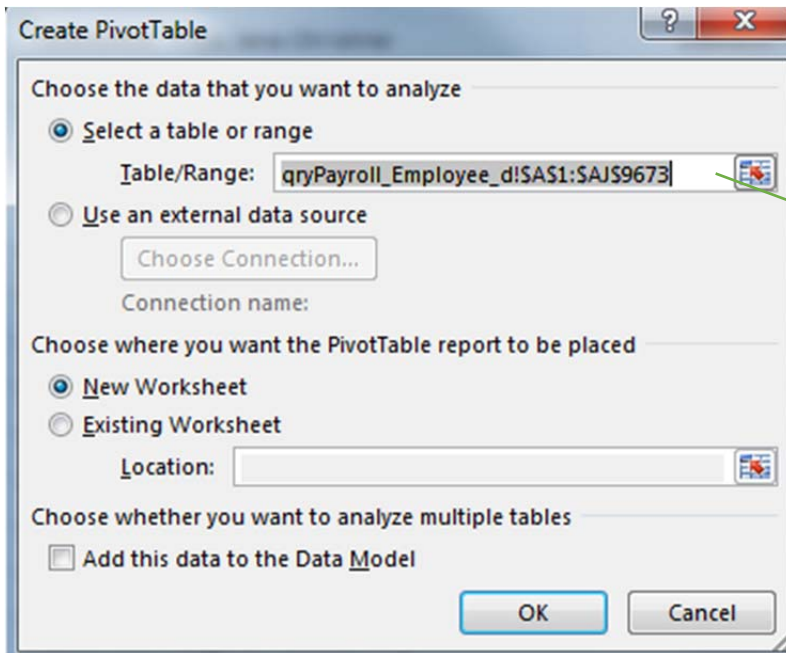 Create PivotTable
?
X
Choose the data that you want to analyze
Select a table or range
Table/Range: qryPayroll_Employee_d!$A$1:$AJ$9673
Use an external data source
Choose Connection...
Connection name:
Choose where you want the PivotTable report to be placed
New Worksheet
Existing Worksheet
Location:
Choose whether you want to analyze multiple tables
Add this data to the Data Model
OK Cancel